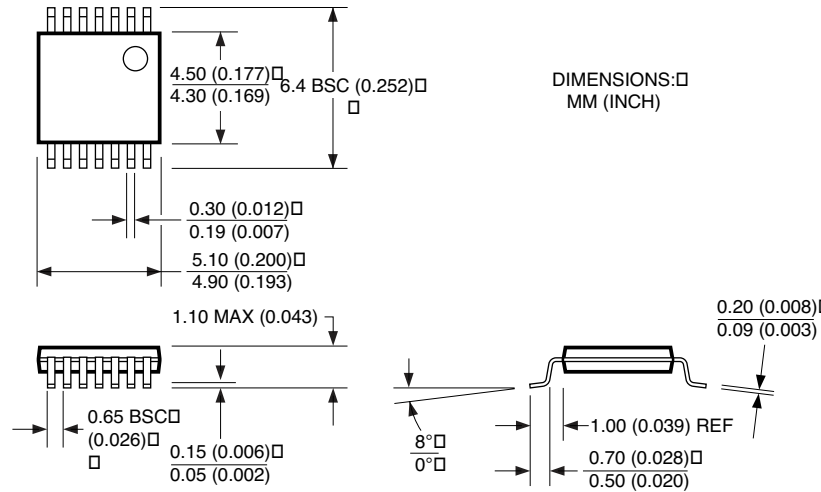 4.50 (0.177)□
4.30 (0.169)
6.4 BSC (0.252)□
□
DIMENSIONS:□
MM (INCH)
0.30 (0.012)□
0.19 (0.007)
5.10 (0.200)□
4.90 (0.193)
1.10 MAX (0.043)
0.20 (0.008)□
0.09 (0.003)
0.65 BSC□
(0.026)□
□
0.15 (0.006)□
0.05 (0.002)
8°□
0°□
1.00 (0.039) REF
0.70 (0.028)□
0.50 (0.020)